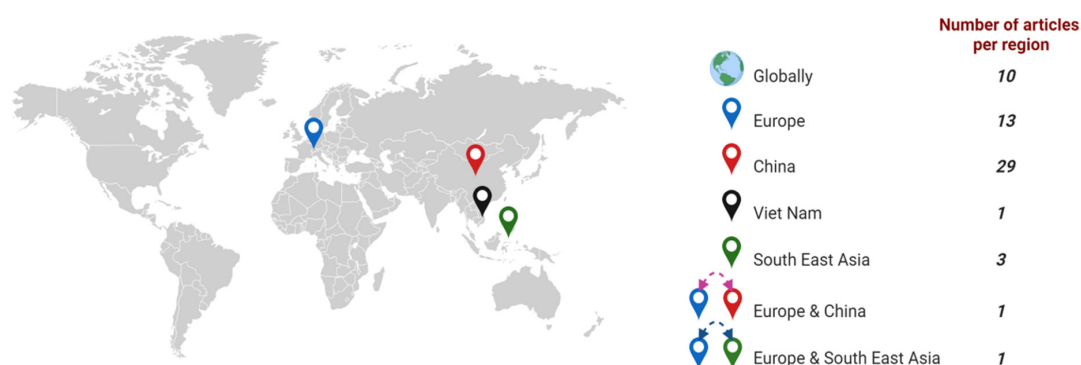 Number of articles
per region
Globally 10
Europe 13
China 29
Viet Nam 1
South East Asia 3
Europe & China 1
Europe & South East Asia 1